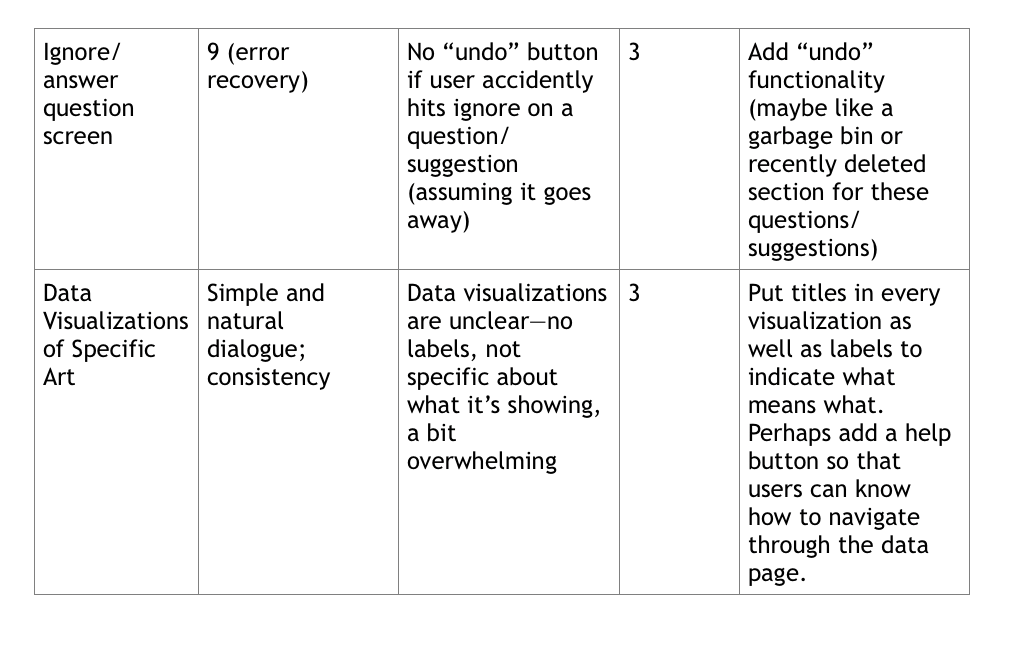 Ignore/
answer
question
screen
9 (error
recovery)
No “undo” button
if user accidently
hits ignore on a
question/
suggestion
(assuming it goes
away)
3
Add “undo”
functionality
(maybe like a
garbage bin or
recently deleted
section for these
questions/
suggestions)
Data
Visualizations
of Specific
Art
Simple and
natural
dialogue;
consistency
Data visualizations
are unclear—no
labels, not
specific about
what it’s showing,
a bit
overwhelming
3
Put titles in every
visualization as
well as labels to
indicate what
means what.
Perhaps add a help
button so that
users can know
how to navigate
through the data
page.